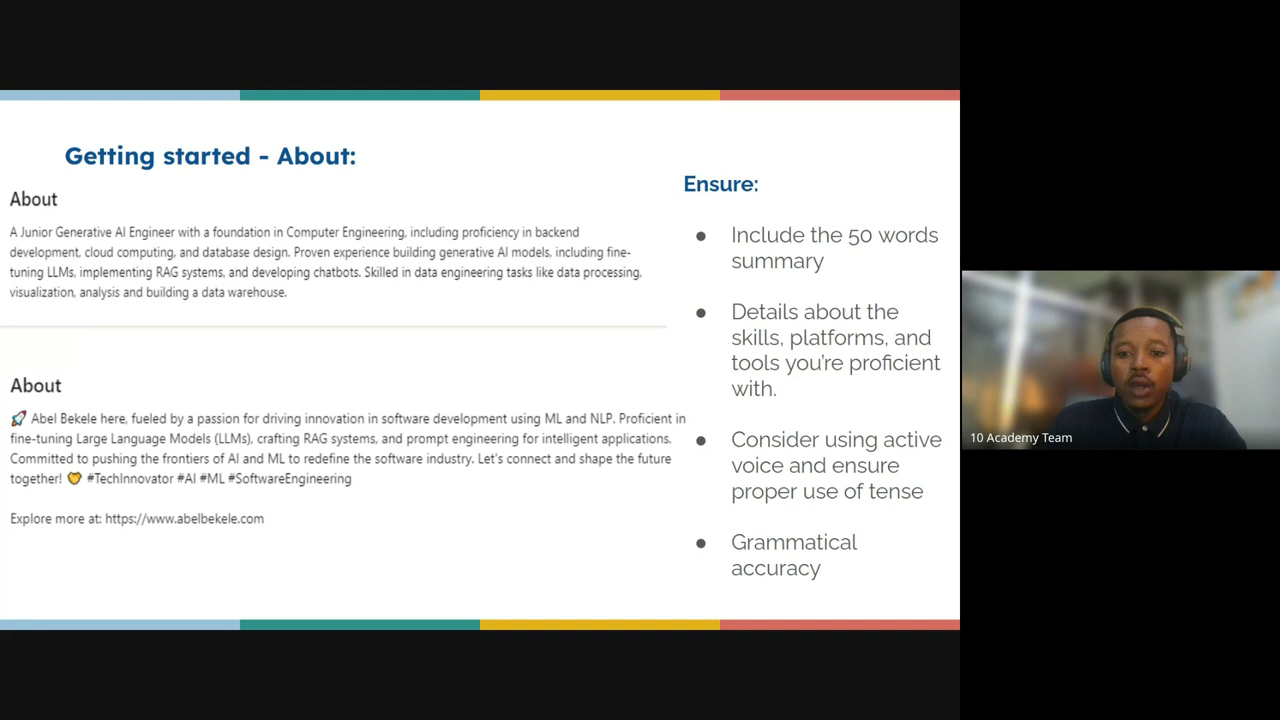 Getting started - About:
About
A Junior Generative AI Engineer with a foundation in Computer Engineering, including proficiency in backend
development, cloud computing, and database design. Proven experience building generative AI models, including fine-
tuning LLMs, implementing RAG systems, and developing chatbots. Skilled in data engineering tasks like data processing,
visualization, analysis and building a data warehouse.
About
🚀 Abel Bekele here, fueled by a passion for driving innovation in software development using ML and NLP. Proficient in
fine-tuning Large Language Models (LLMs), crafting RAG systems, and prompt engineering for intelligent applications.
Committed to pushing the frontiers of AI and ML to redefine the software industry. Let's connect and shape the future
together! 😊 #TechInnovator #AI #ML #SoftwareEngineering
Explore more at: https://www.abelbekele.com
Ensure:
● Include the 50 words
summary
● Details about the
skills, platforms, and
tools you're proficient
with.
● Consider using active
voice and ensure
proper use of tense
● Grammatical
accuracy
10 Academy Team